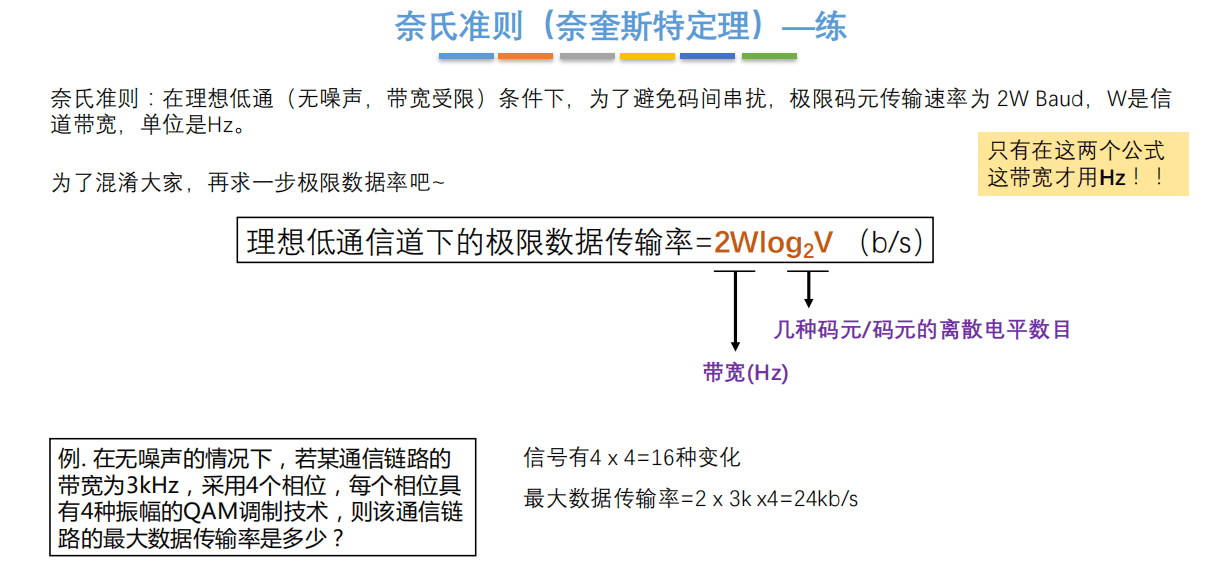 奈氏准则（奈奎斯特定理）—练
奈氏准则：在理想低通（无噪声，带宽受限）条件下，为了避免码间串扰，极限码元传输速率为 2W Baud，W是信
道带宽，单位是Hz。
只有在这两个公式
这带宽才用Hz！！
为了混淆大家，再求一步极限数据率吧~
理想低通信道下的极限数据传输率=2Wlog₂V （b/s）
几种码元/码元的离散电平数目
带宽(Hz)
例. 在无噪声的情况下，若某通信链路的
带宽为3kHz，采用4个相位，每个相位具
有4种振幅的QAM调制技术，则该通信链
路的最大数据传输率是多少？
信号有4 x 4=16种变化
最大数据传输率=2 x 3k x4=24kb/s